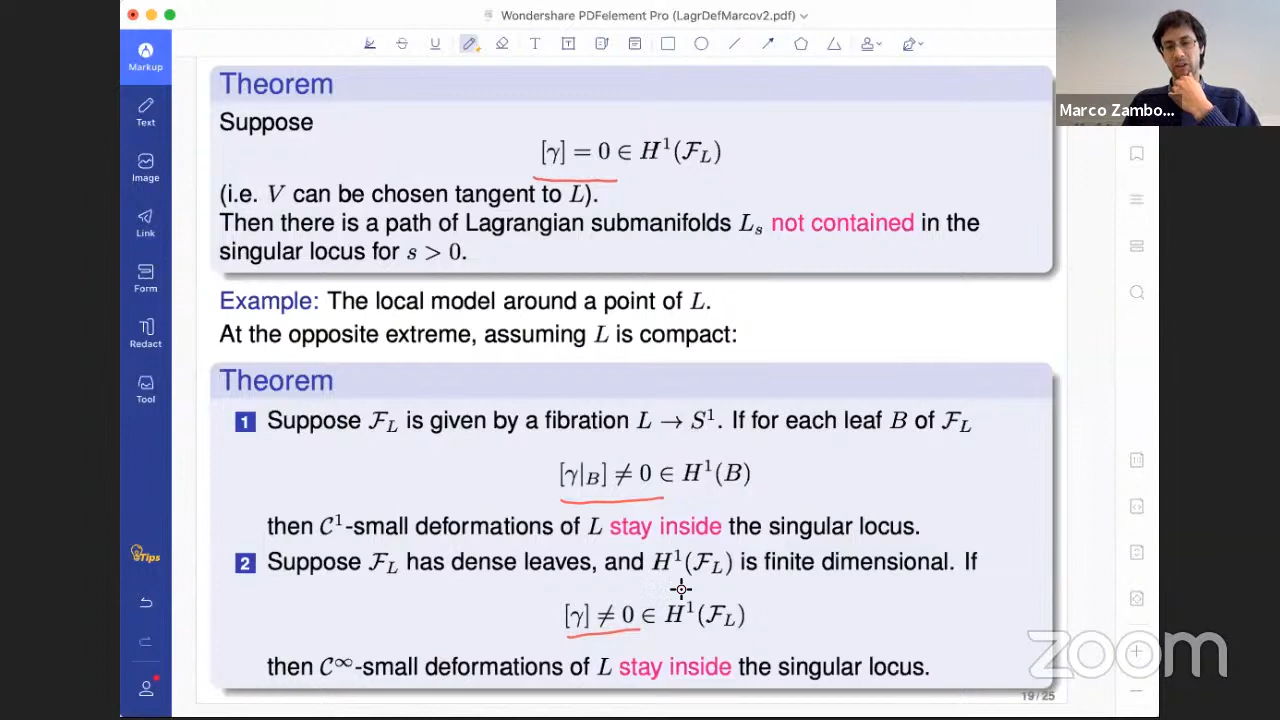 Wondershare PDFelement Pro (LagrDefMarcov2.pdf)
Markup
Text
Image
Link
Form
Redact
Tool
Tips
Marco Zambo...
Theorem
Suppose
[γ] = 0 ∈ H¹(𝓕_L)
(i.e. V can be chosen tangent to L).
Then there is a path of Lagrangian submanifolds L_s not contained in the
singular locus for s > 0.
Example: The local model around a point of L.
At the opposite extreme, assuming L is compact:
Theorem
1 Suppose 𝓕_L is given by a fibration L → S¹. If for each leaf B of 𝓕_L
[γ|_B] ≠ 0 ∈ H¹(B)
then 𝒞¹-small deformations of L stay inside the singular locus.
2 Suppose 𝓕_L has dense leaves, and H¹(𝓕_L) is finite dimensional. If
[γ] ≠ 0 ∈ H¹(𝓕_L)
then 𝒞^∞-small deformations of L stay inside the singular locus.
19/25
zoom